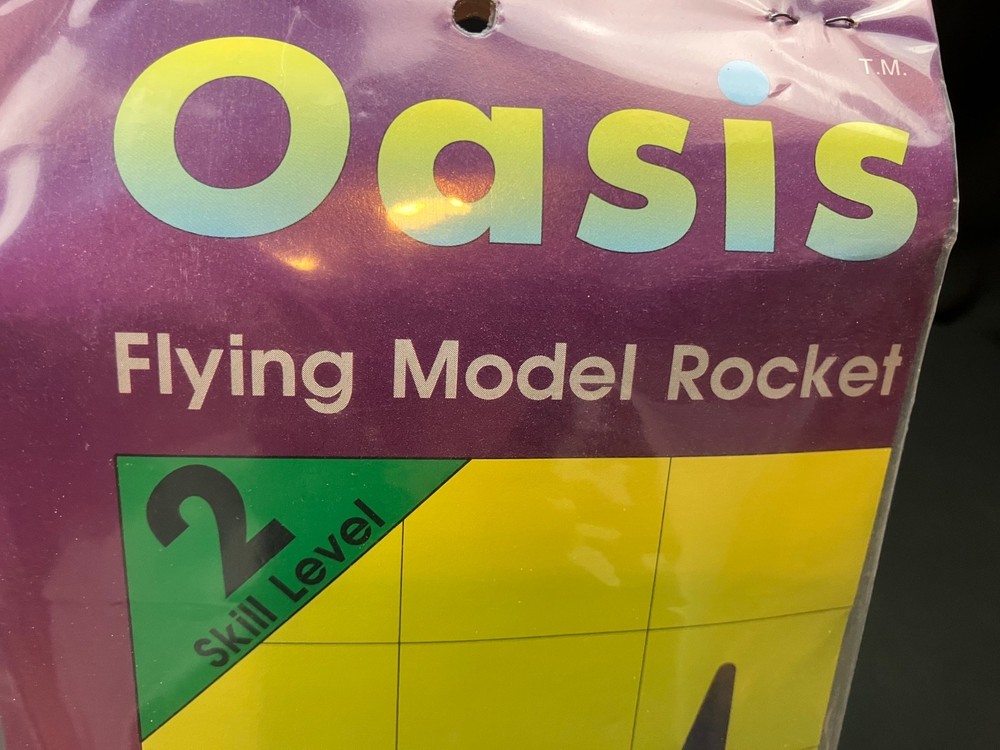 Oasis T.M.
Flying Model Rocket
2
Skill Level